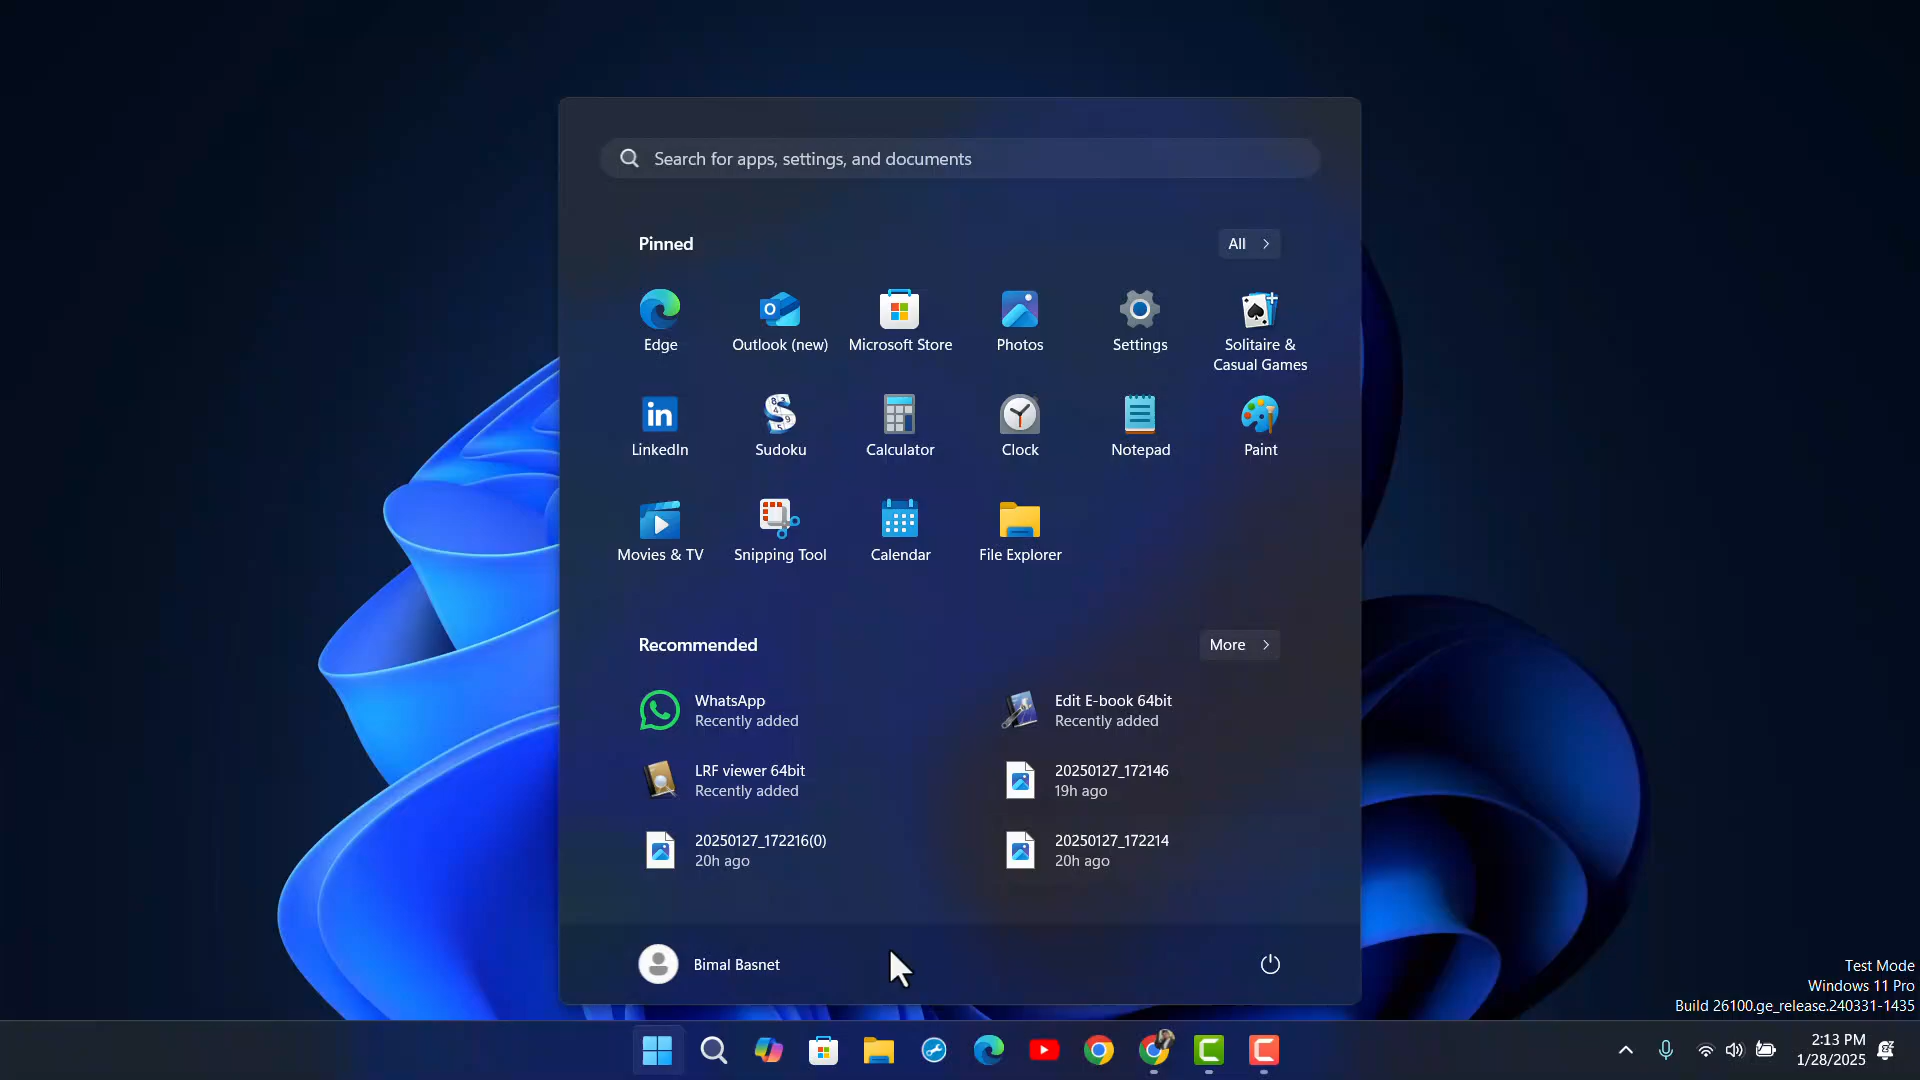 Search for apps, settings, and documents
Pinned
All
Edge
Outlook (new)
Microsoft Store
Photos
Settings
Solitaire &
Casual Games
LinkedIn
Sudoku
Calculator
Clock
Notepad
Paint
Movies & TV
Snipping Tool
Calendar
File Explorer
Recommended
More
WhatsApp
Recently added
Edit E-book 64bit
Recently added
LRF viewer 64bit
Recently added
20250127_172146
19h ago
20250127_172216(0)
20h ago
20250127_172214
20h ago
Bimal Basnet
Test Mode
Windows 11 Pro
Build 26100.ge_release.240331-1435
2:13 PM
1/28/2025